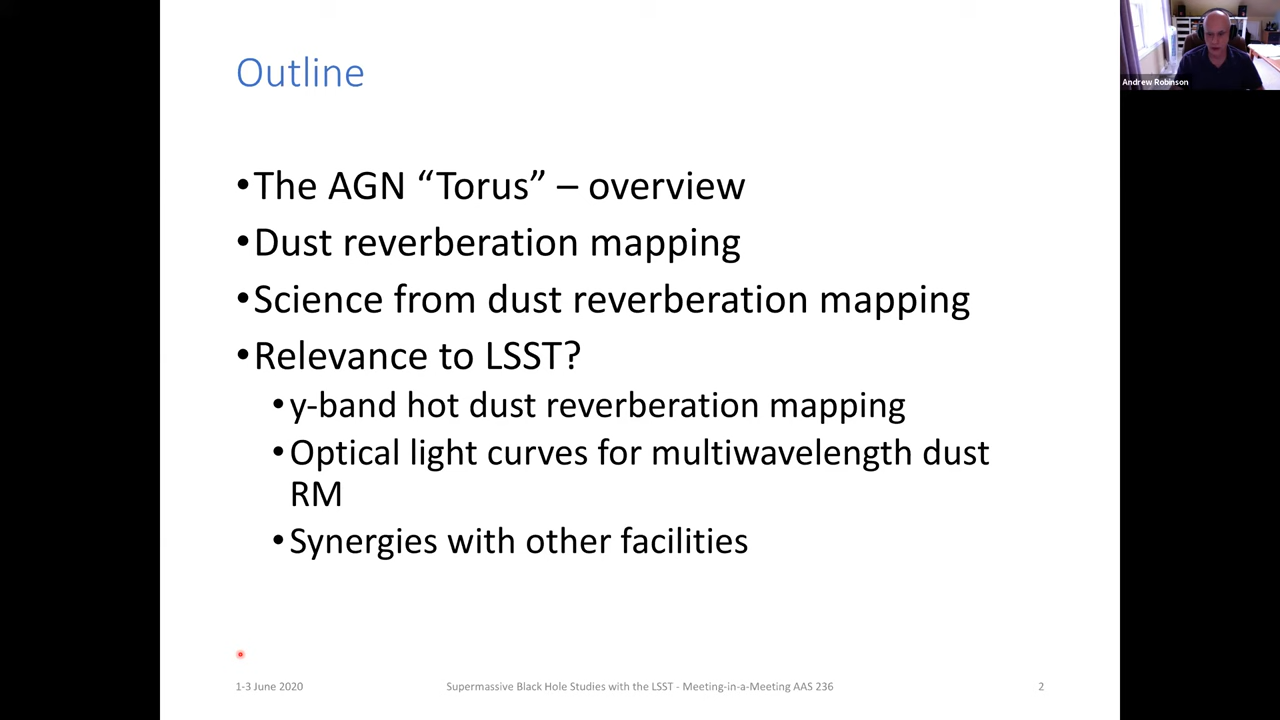 Outline
•The AGN “Torus” – overview
•Dust reverberation mapping
•Science from dust reverberation mapping
•Relevance to LSST?
•y-band hot dust reverberation mapping
•Optical light curves for multiwavelength dust
RM
•Synergies with other facilities
1-3 June 2020
Supermassive Black Hole Studies with the LSST - Meeting-in-a-Meeting AAS 236
2
Andrew Robinson